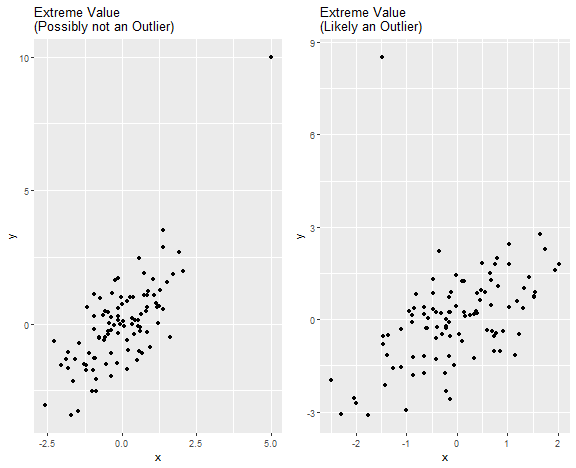 Extreme Value
(Possibly not an Outlier)
10
5
0
y
-2.5
0.0
2.5
5.0
x
Extreme Value
(Likely an Outlier)
9
6
3
0
-3
y
-2
-1
0
1
2
x